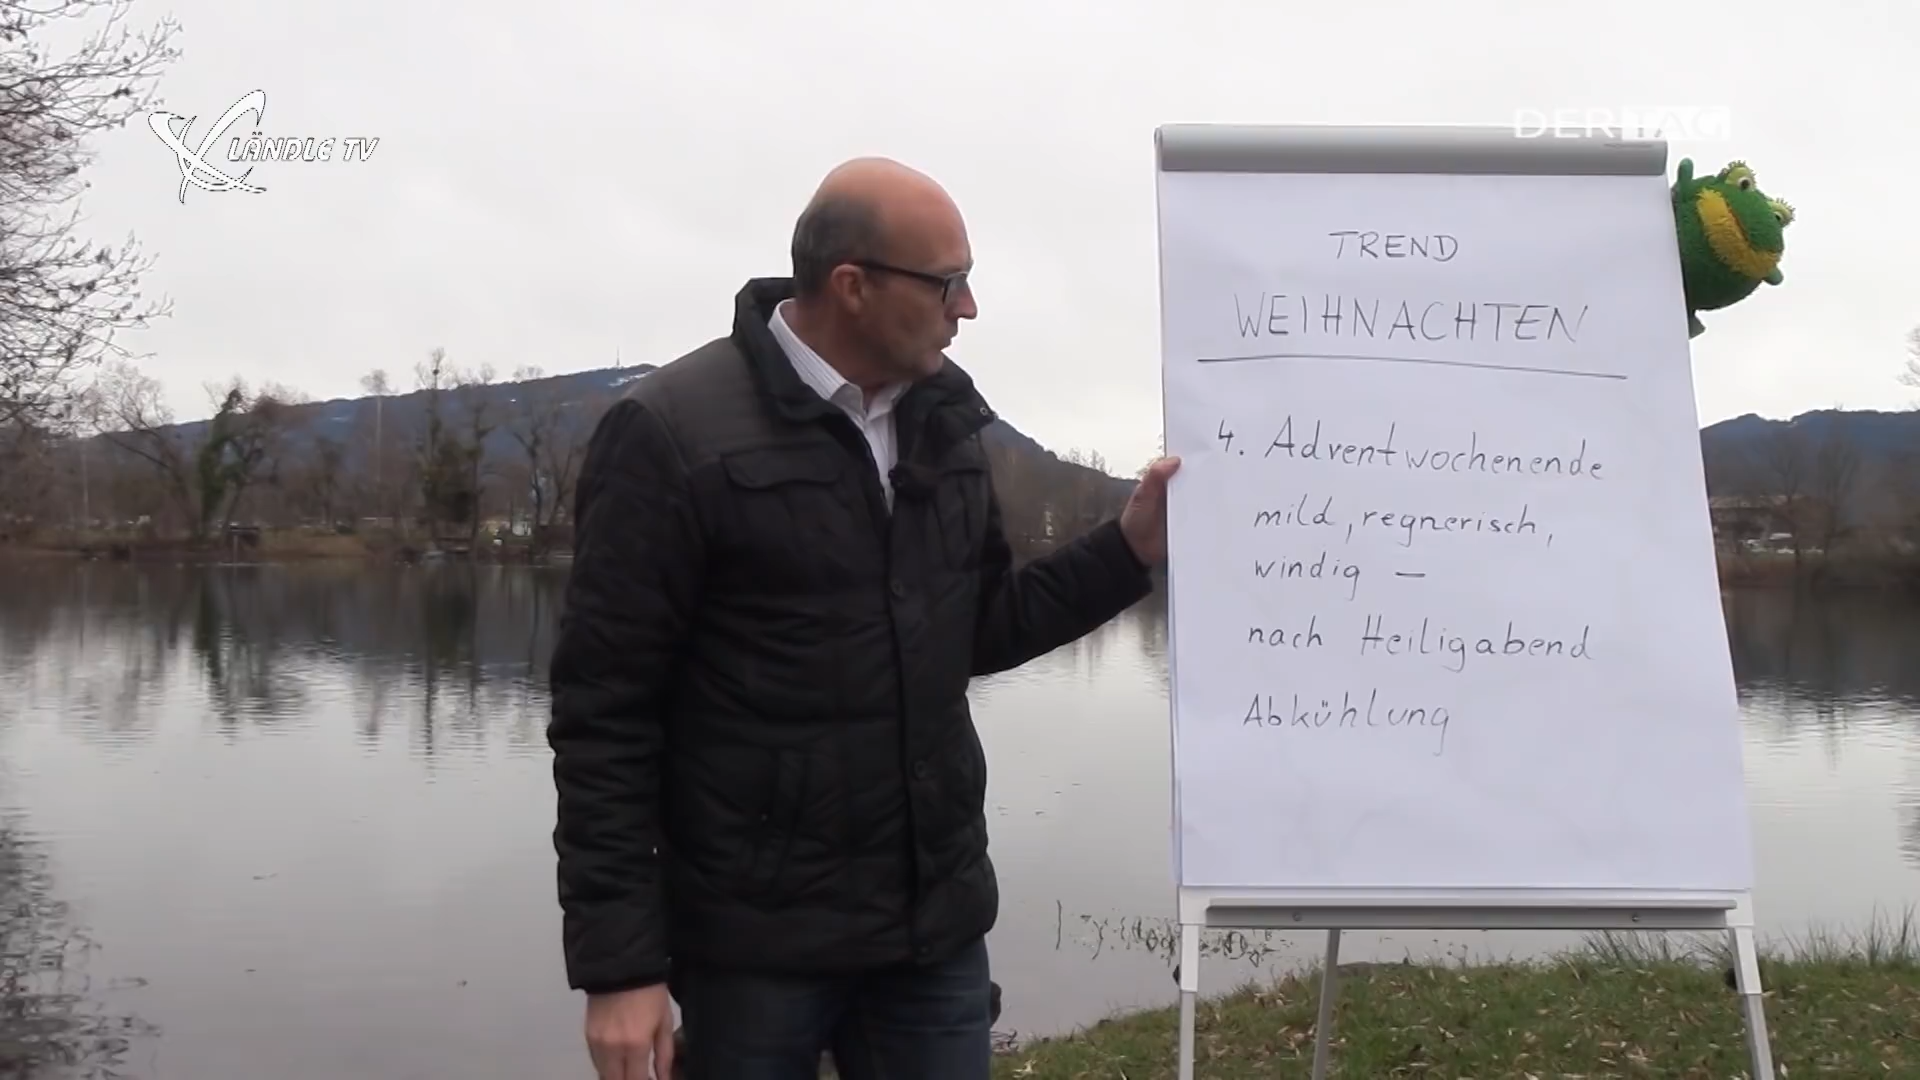 LÄNDLE TV
DER TAG
TREND
WEIHNACHTEN
4. Adventwochenende
mild, regnerisch,
windig –
nach Heiligabend
Abkühlung